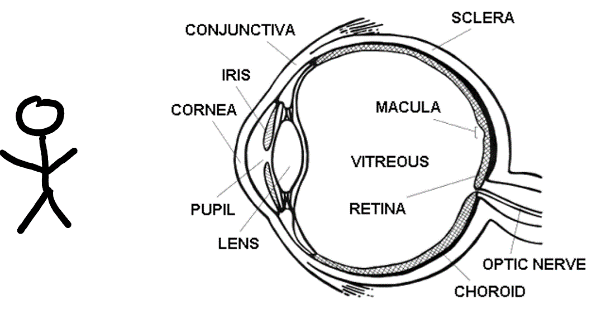 SCLERA
CONJUNCTIVA
IRIS
CORNEA
MACULA
VITREOUS
PUPIL
RETINA
LENS
OPTIC NERVE
CHOROID